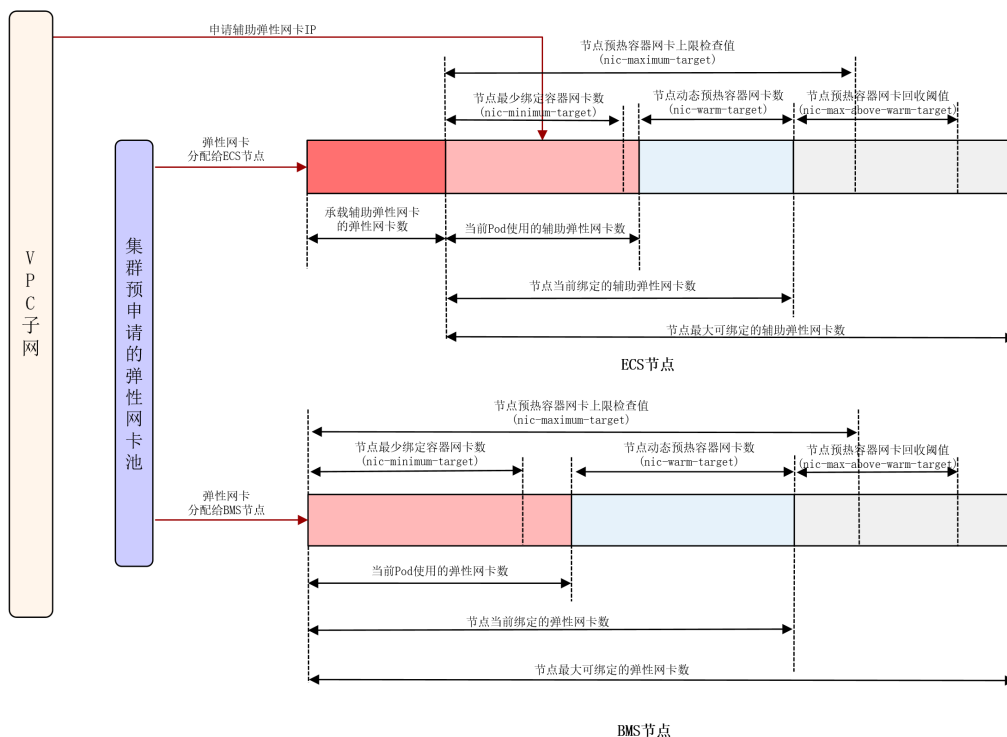 VPC子网
集群预申请的弹性网卡池
申请辅助弹性网卡IP
节点预热容器网卡上限检查值
(nic-maximum-target)
节点最少绑定容器网卡数
(nic-minimum-target)
节点动态预热容器网卡数
(nic-warm-target)
节点预热容器网卡回收阈值
(nic-max-above-warm-target)
弹性网卡
分配给ECS节点
承载辅助弹性网卡
的弹性网卡数
当前Pod使用的辅助弹性网卡数
节点当前绑定的辅助弹性网卡数
节点最大可绑定的辅助弹性网卡数
ECS节点
节点预热容器网卡上限检查值
(nic-maximum-target)
节点最少绑定容器网卡数
(nic-minimum-target)
节点动态预热容器网卡数
(nic-warm-target)
节点预热容器网卡回收阈值
(nic-max-above-warm-target)
弹性网卡
分配给BMS节点
当前Pod使用的弹性网卡数
节点当前绑定的弹性网卡数
节点最大可绑定的弹性网卡数
BMS节点